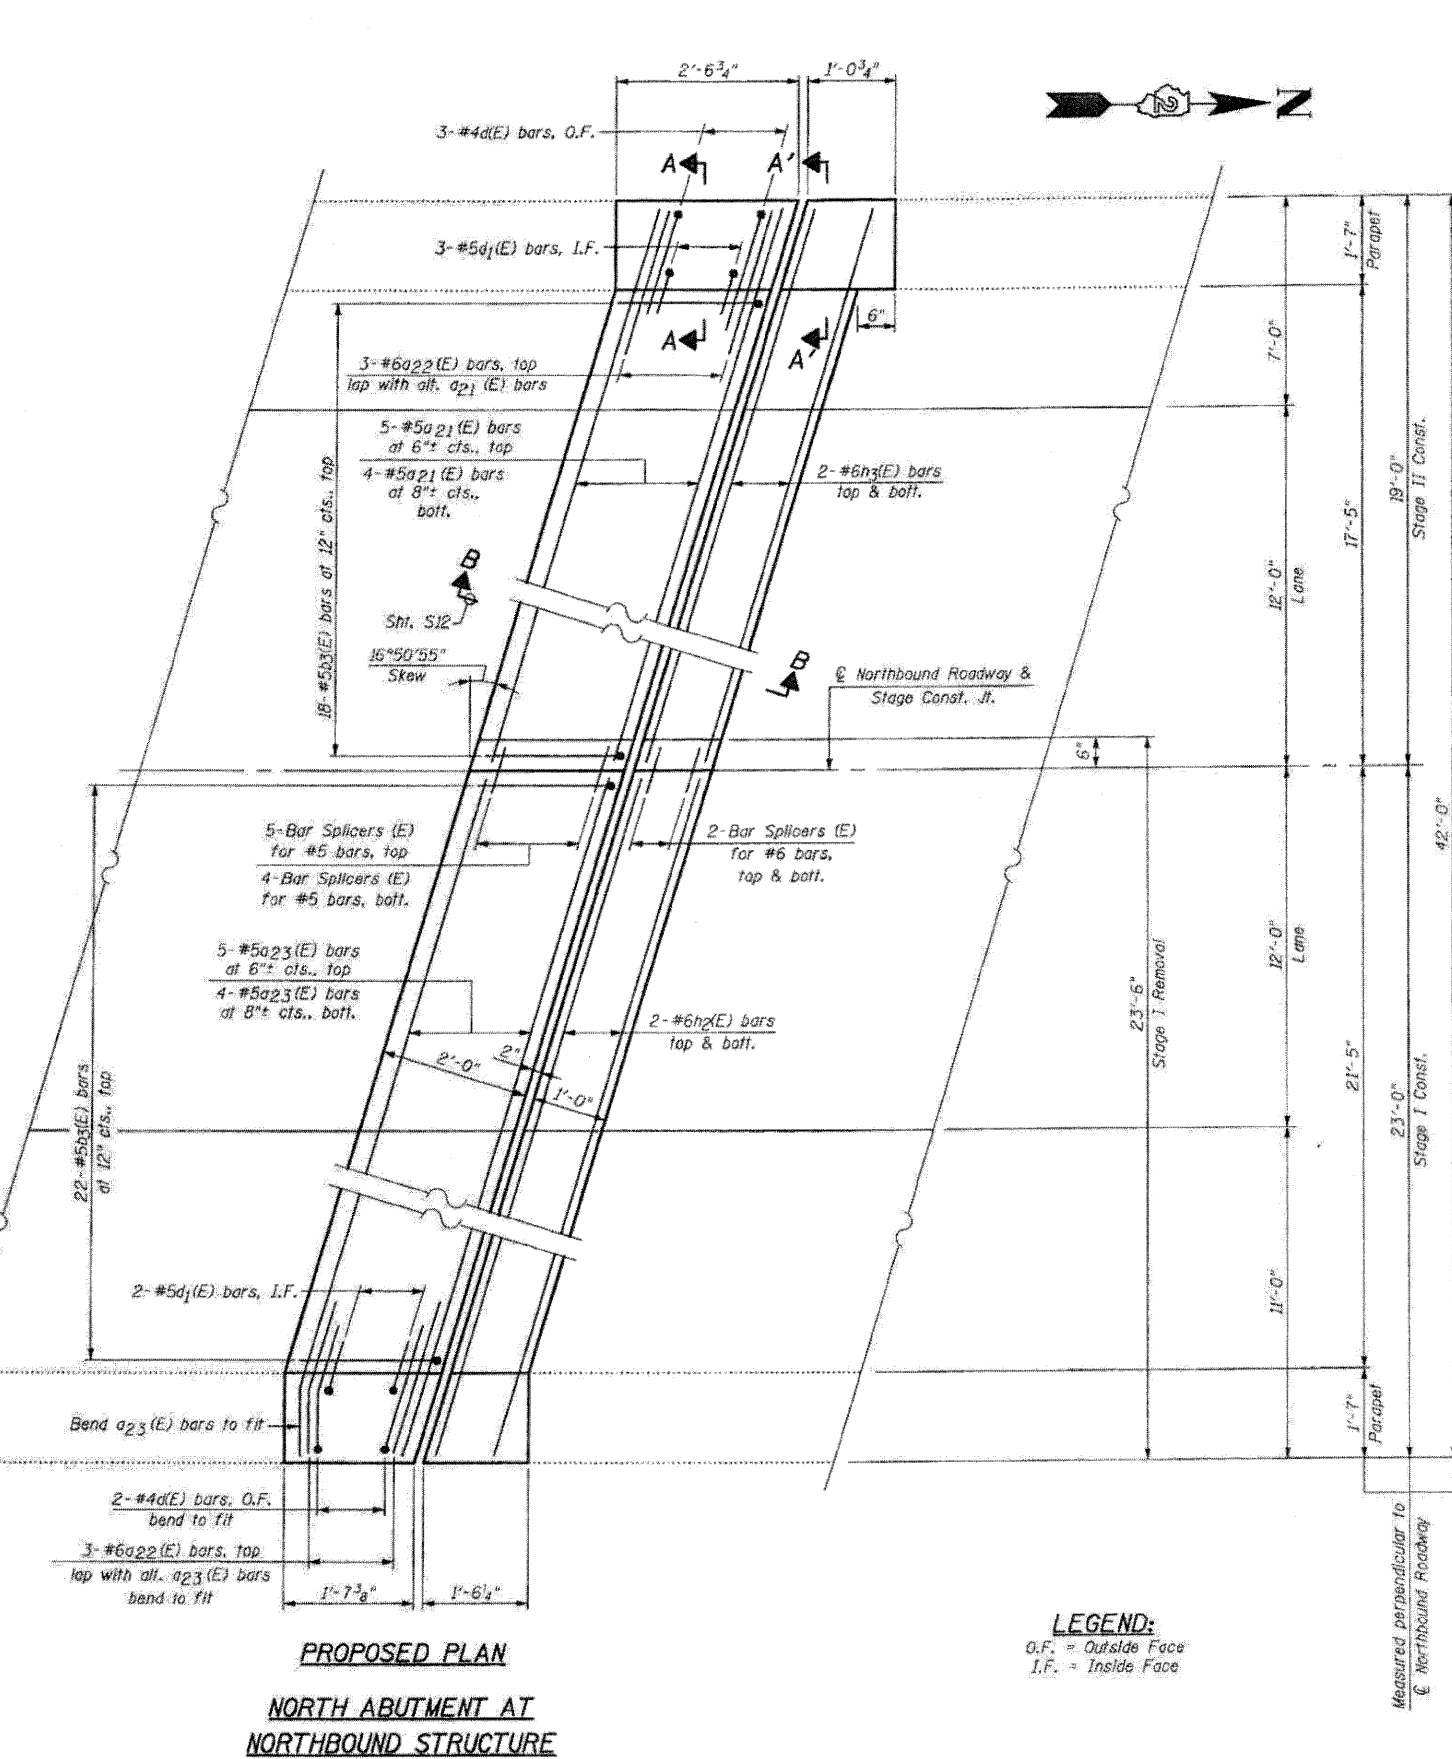 2'-6¾"
1'-0¾"
N
3-#4d(E) bars, O.F.
A
A'
3-#5d1(E) bars, I.F.
A
A'
6"
1'-7"
Parapet
7'-0"
3-#6a22(E) bars, top
lap with alt. a21(E) bars
5-#5a21(E) bars
at 6"± cts., top
4-#5a21(E) bars
at 8"± cts.,
bott.
2-#6h3(E) bars
top & bott.
18-#5b3(E) bars at 12" cts., top
19'-0"
Stage II Const.
17'-5"
12'-0"
Lane
B
Sht. S12
16°50'55"
Skew
B
℄ Northbound Roadway &
Stage Const. Jt.
6"
42'-0"
5-Bar Splicers (E)
for #5 bars, top
4-Bar Splicers (E)
for #5 bars, bott.
2-Bar Splicers (E)
for #6 bars,
top & bott.
5-#5a23(E) bars
at 6"± cts., top
4-#5a23(E) bars
at 8"± cts., bott.
2-#6h2(E) bars
top & bott.
12'-0"
Lane
23'-6"
Stage I Removal
21'-5"
23'-0"
Stage I Const.
2'-0"
2"
1'-0"
22-#5b3(E) bars
at 12" cts., top
11'-0"
2-#5d1(E) bars, I.F.
Bend a23(E) bars to fit
1'-7"
Parapet
2-#4d(E) bars, O.F.
bend to fit
3-#6a22(E) bars, top
lap with alt. a23(E) bars
bend to fit
1'-7⅜"
1'-6¼"
Measured perpendicular to
℄ Northbound Roadway
LEGEND:
O.F. = Outside Face
I.F. = Inside Face
PROPOSED PLAN
NORTH ABUTMENT AT
NORTHBOUND STRUCTURE